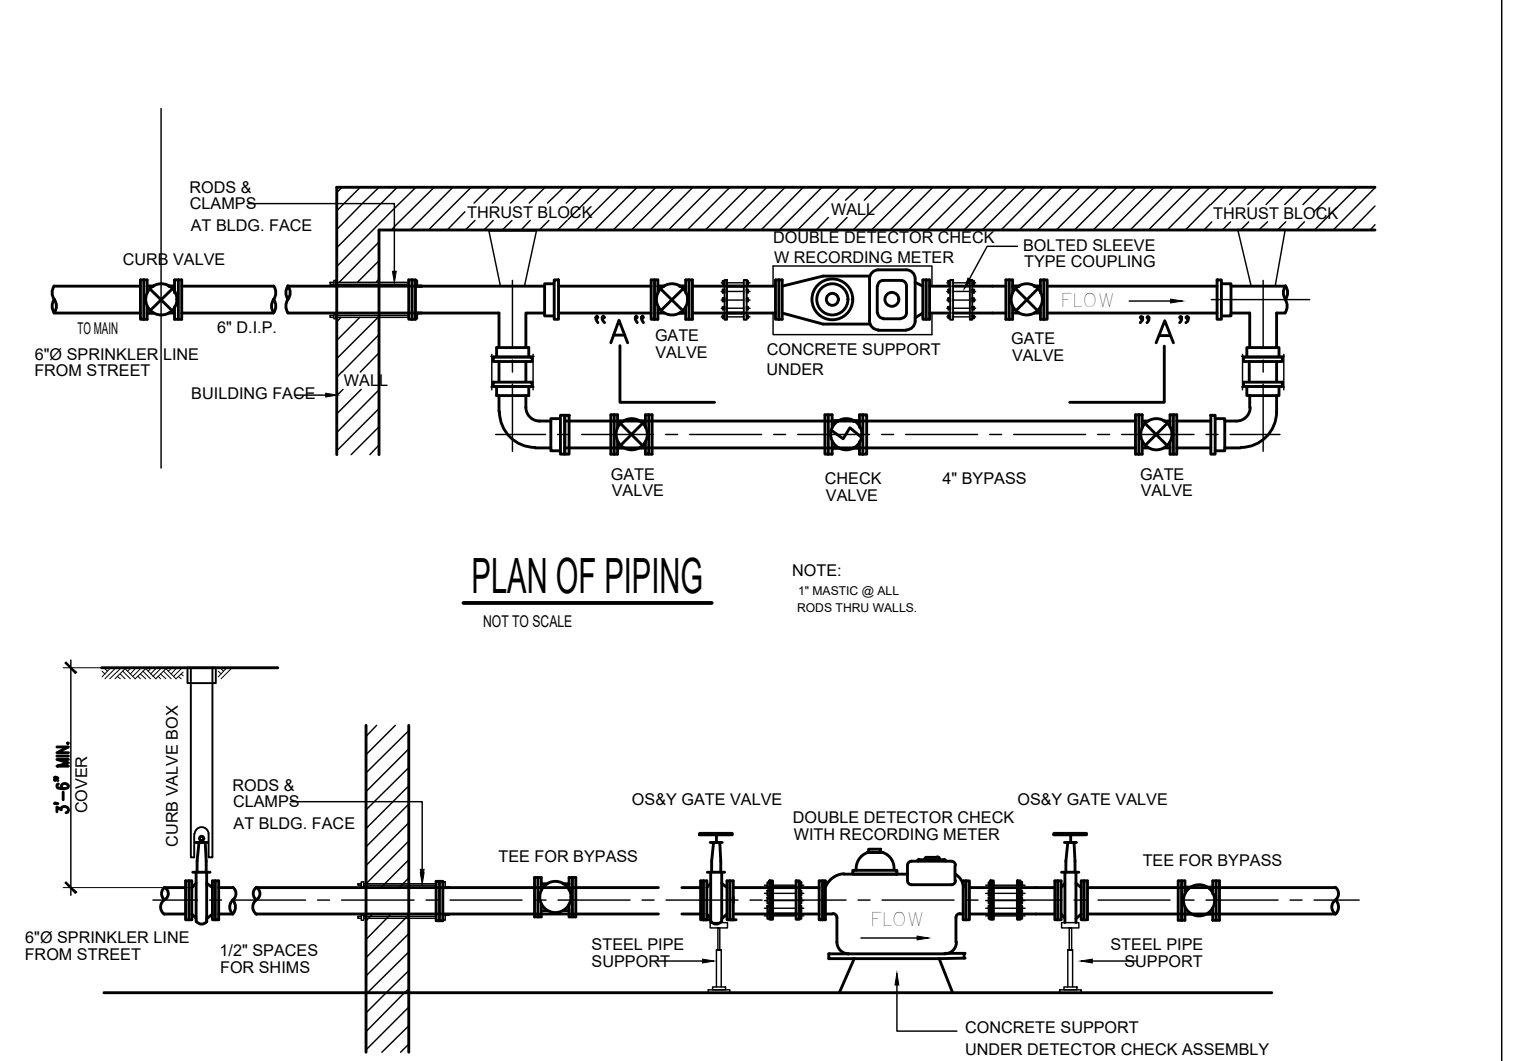 RODS &
CLAMPS
AT BLDG. FACE
THRUST BLOCK
WALL
THRUST BLOCK
DOUBLE DETECTOR CHECK
W RECORDING METER
BOLTED SLEEVE
TYPE COUPLING
CURB VALVE
FLOW
TO MAIN
6" D.I.P.
6"Ø SPRINKLER LINE
FROM STREET
BUILDING FACE
WALL
“ A “
GATE
VALVE
CONCRETE SUPPORT
UNDER
GATE
VALVE
” A ”
GATE
VALVE
CHECK
VALVE
4" BYPASS
GATE
VALVE
PLAN OF PIPING
NOT TO SCALE
NOTE:
1" MASTIC @ ALL
RODS THRU WALLS.
3'-6" MIN.
COVER
CURB VALVE BOX
RODS &
CLAMPS
AT BLDG. FACE
OS&Y GATE VALVE
DOUBLE DETECTOR CHECK
WITH RECORDING METER
OS&Y GATE VALVE
TEE FOR BYPASS
TEE FOR BYPASS
FLOW
6"Ø SPRINKLER LINE
FROM STREET
1/2" SPACES
FOR SHIMS
STEEL PIPE
SUPPORT
STEEL PIPE
SUPPORT
CONCRETE SUPPORT
UNDER DETECTOR CHECK ASSEMBLY